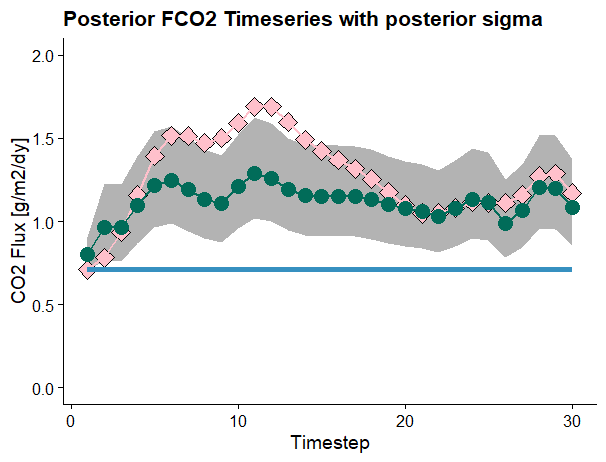 Posterior FCO2 Timeseries with posterior sigma
2.0
1.5
1.0
0.5
0.0
CO2 Flux [g/m2/dy]
0 10 20 30
Timestep